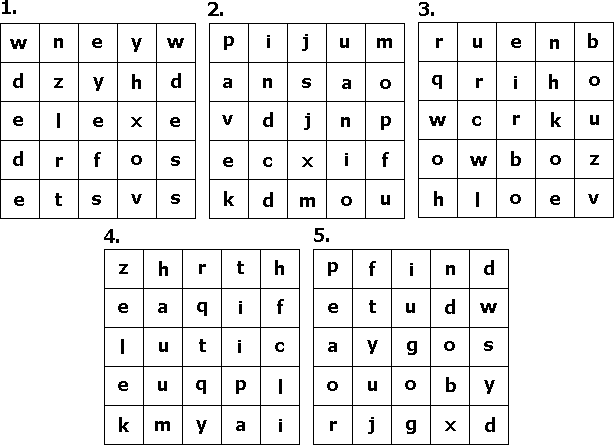 1. 2. 3.
w n e y w p i j u m r u e n b
d z y h d a n s a o q r i h o
e l e x e v d j n p w c r k u
d r f o s e c x i f o w b o z
e t s v s k d m o u h l o e v
4. 5.
z h r t h p f i n d
e a q i f e t u d w
l u t i c a y g o s
e u q p l o u o b y
k m y a i r j g x d